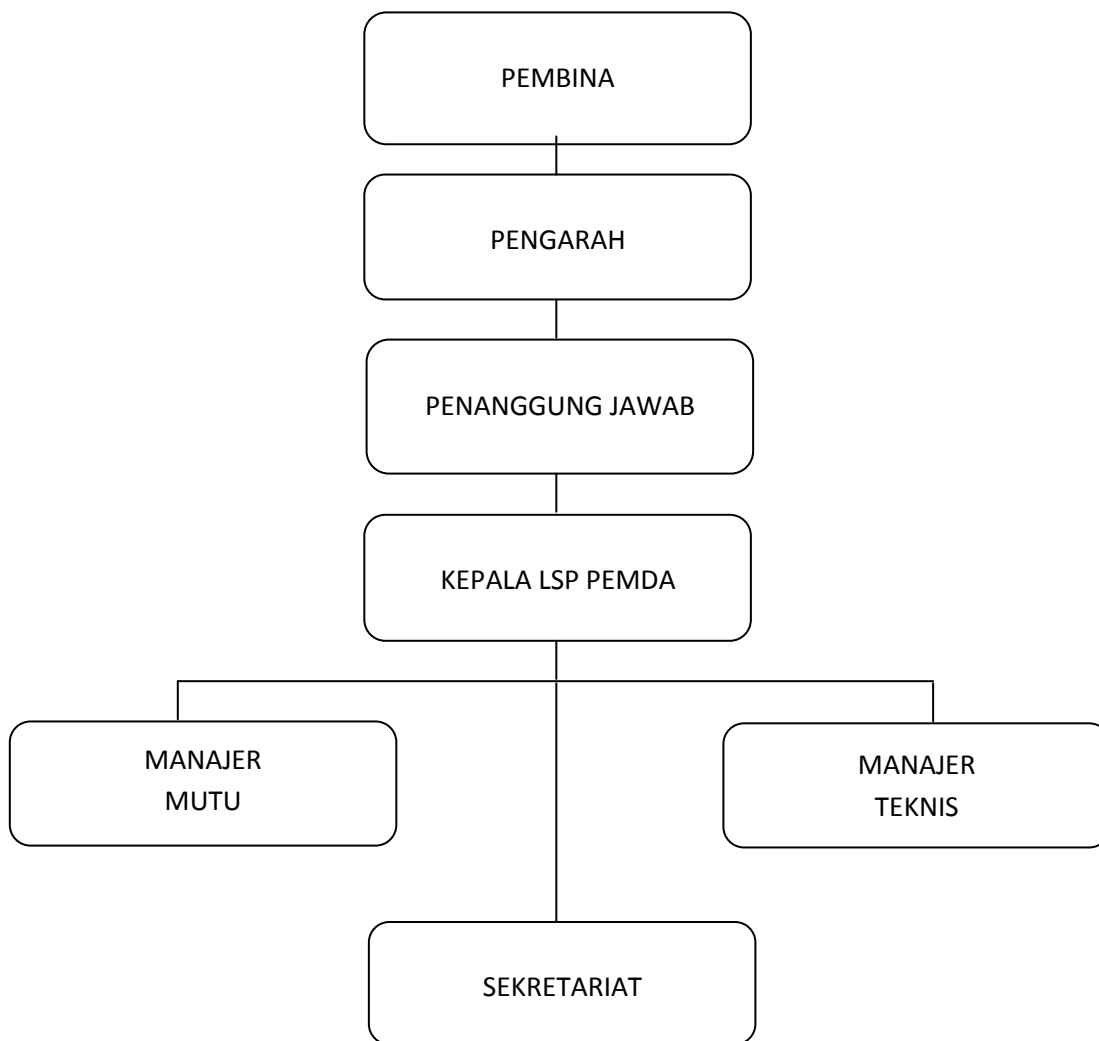 PEMBINA
PENGARAH
PENANGGUNG JAWAB
KEPALA LSP PEMDA
MANAJER
MUTU
MANAJER
TEKNIS
SEKRETARIAT